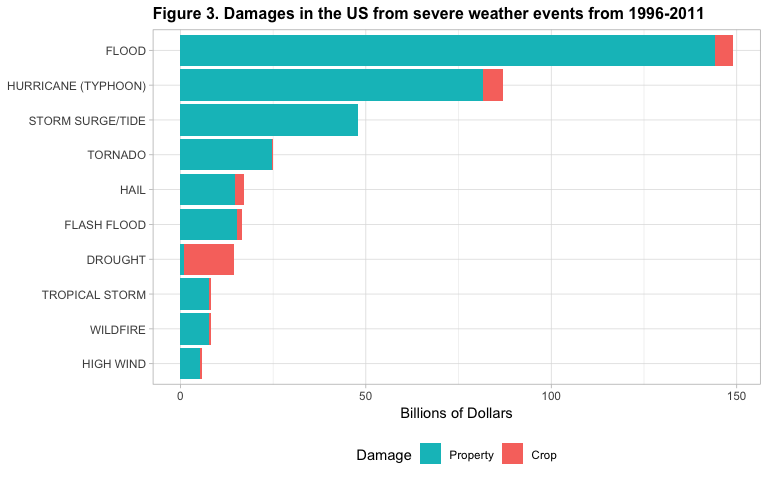 Figure 3. Damages in the US from severe weather events from 1996-2011
FLOOD
HURRICANE (TYPHOON)
STORM SURGE/TIDE
TORNADO
HAIL
FLASH FLOOD
DROUGHT
TROPICAL STORM
WILDFIRE
HIGH WIND
0 50 100 150
Billions of Dollars
Damage Property Crop